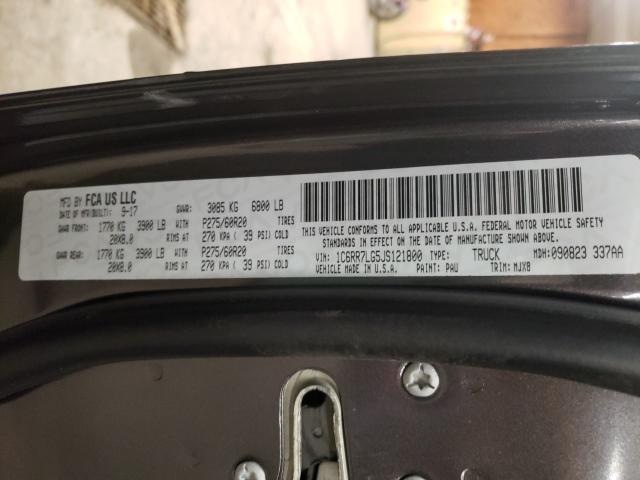 MFD BY FCA US LLC
DATE OF MFR(BUILT): 9-17 GVWR: 3085 KG 6800 LB
GAWR FRONT: 1770 KG 3900 LB WITH P275/60R20 TIRES
20X8.0 RIMS AT 270 KPA ( 39 PSI) COLD
GAWR REAR: 1770 KG 3900 LB WITH P275/60R20 TIRES
20X8.0 RIMS AT 270 KPA ( 39 PSI) COLD
THIS VEHICLE CONFORMS TO ALL APPLICABLE U.S.A. FEDERAL MOTOR VEHICLE SAFETY
STANDARDS IN EFFECT ON THE DATE OF MANUFACTURE SHOWN ABOVE.
VIN: 1C6RR7LG5JS121800 TYPE: TRUCK MDH: 090823 337AA
VEHICLE MADE IN U.S.A. PAINT: PAU TRIM: MJX8